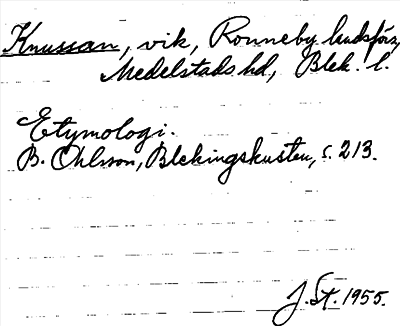 Knussan, vik, Ronneby landsförs,
Medelstads hd, Blek. l.
Etymologi.
B. Ohlsson, Blekingskusten, s. 213.
J. St. 1955.